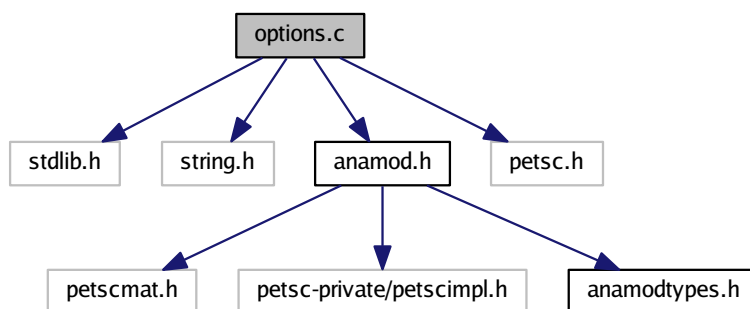 options.c
stdlib.h
string.h
anamod.h
petsc.h
petscmat.h
petsc-private/petscimpl.h
anamodtypes.h